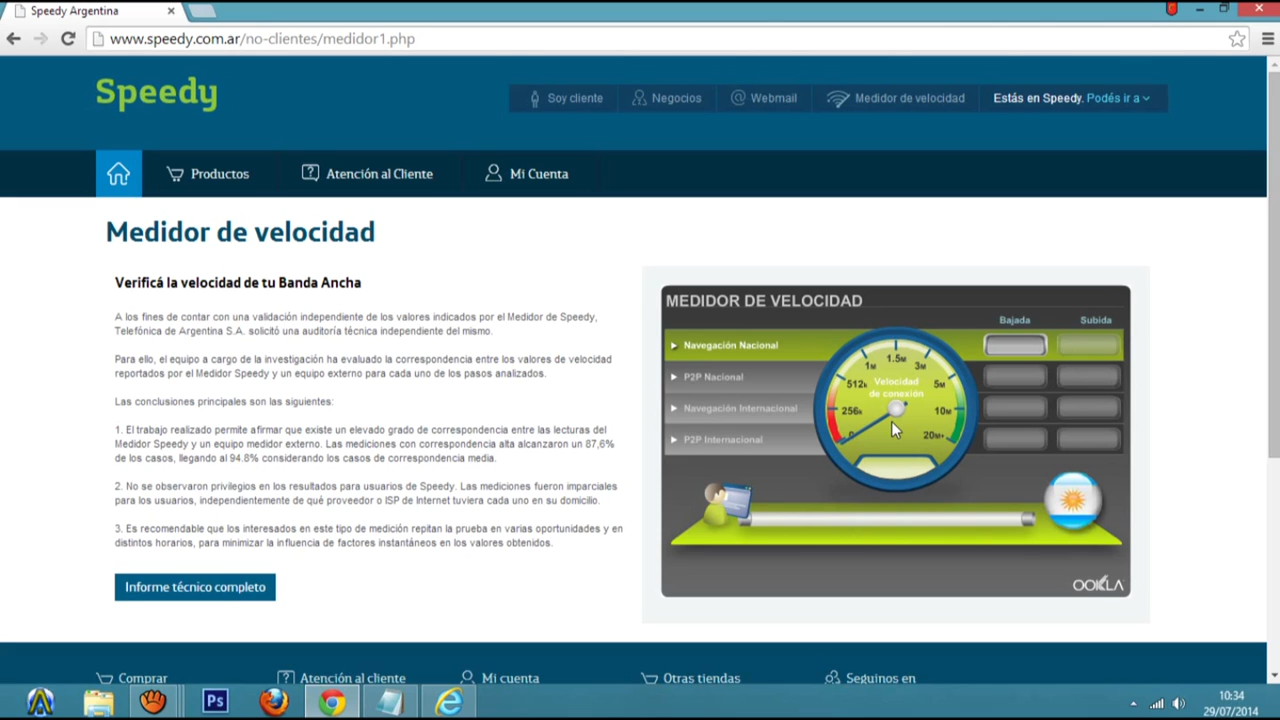 Speedy Argentina
www.speedy.com.ar/no-clientes/medidor1.php
Speedy
Soy cliente
Negocios
Webmail
Medidor de velocidad
Estás en Speedy. Podés ir a
Productos
Atención al Cliente
Mi Cuenta
Medidor de velocidad
Verificá la velocidad de tu Banda Ancha
A los fines de contar con una validación independiente de los valores indicados por el Medidor de Speedy,
Telefónica de Argentina S.A. solicitó una auditoría técnica independiente del mismo.
Para ello, el equipo a cargo de la investigación ha evaluado la correspondencia entre los valores de velocidad
reportados por el Medidor Speedy y un equipo externo para cada uno de los pasos analizados.
Las conclusiones principales son las siguientes:
1. El trabajo realizado permite afirmar que existe un elevado grado de correspondencia entre las lecturas del
Medidor Speedy y un equipo medidor externo. Las mediciones con correspondencia alta alcanzaron un 87,6%
de los casos, llegando al 94.8% considerando los casos de correspondencia media.
2. No se observaron privilegios en los resultados para usuarios de Speedy. Las mediciones fueron imparciales
para los usuarios, independientemente de qué proveedor o ISP de Internet tuviera cada uno en su domicilio.
3. Es recomendable que los interesados en este tipo de medición repitan la prueba en varias oportunidades y en
distintos horarios, para minimizar la influencia de factores instantáneos en los valores obtenidos.
Informe técnico completo
MEDIDOR DE VELOCIDAD
Bajada
Subida
Navegación Nacional
P2P Nacional
Navegación Internacional
P2P Internacional
0
256k
512k
1M
1.5M
3M
5M
10M
20M+
Velocidad
de conexión
OOKLA
Comprar
Atención al cliente
Mi cuenta
Otras tiendas
Seguinos en
Ps
10:34
29/07/2014